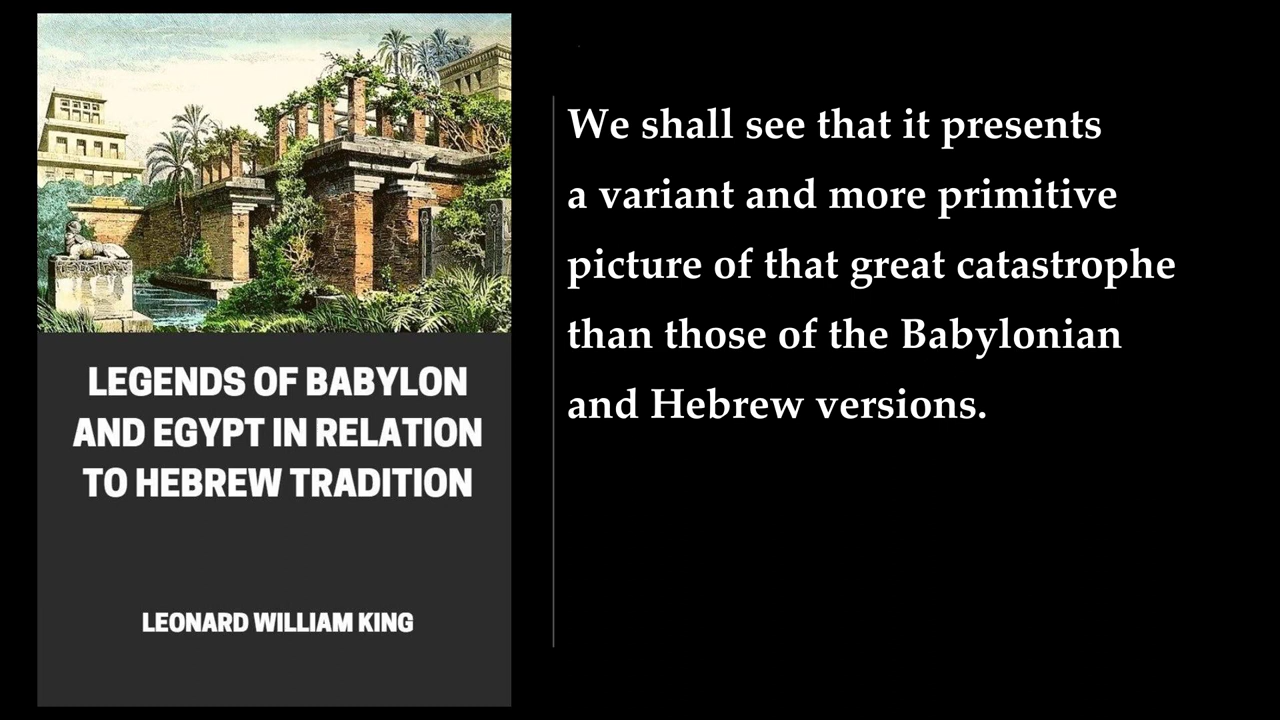 LEGENDS OF BABYLON
AND EGYPT IN RELATION
TO HEBREW TRADITION
LEONARD WILLIAM KING
We shall see that it presents
a variant and more primitive
picture of that great catastrophe
than those of the Babylonian
and Hebrew versions.